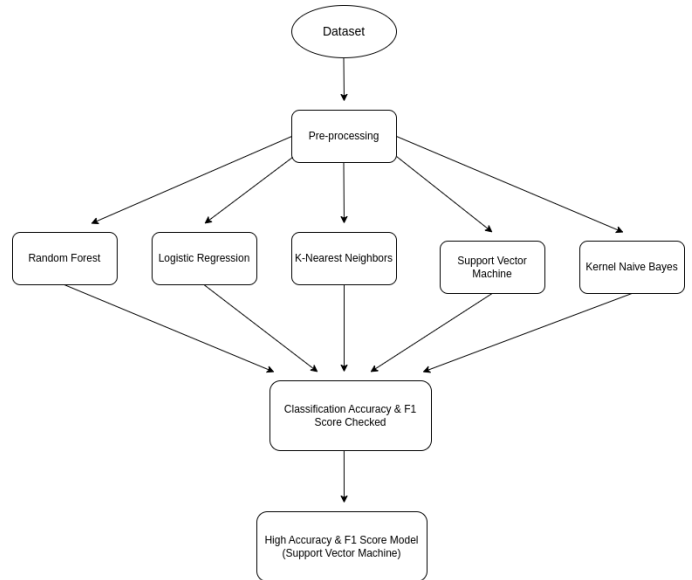 Dataset
Pre-processing
Random Forest
Logistic Regression
K-Nearest Neighbors
Support Vector
Machine
Kernel Naive Bayes
Classification Accuracy & F1
Score Checked
High Accuracy & F1 Score Model
(Support Vector Machine)